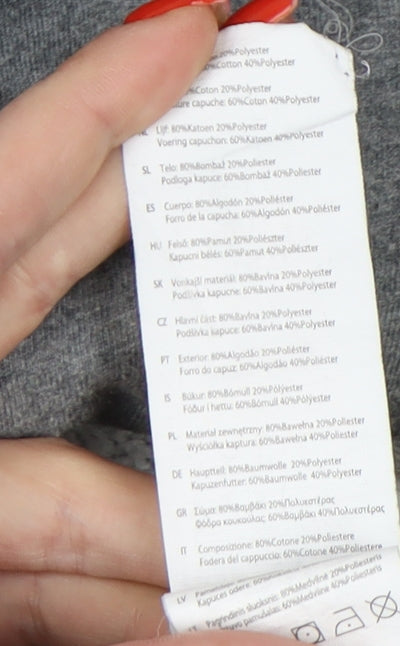 20%Polyester
Cotton 40%Polyester
%Coton 20%Polyester
capuche: 60%Coton 40%Polyester
Lijf: 80%Katoen 20%Polyester
Voering capuchon: 60%Katoen 40%Polyester
SL Telo: 80%Bombaž 20%Poliester
Podloga kapuce: 60%Bombaž 40%Poliester
ES Cuerpo: 80%Algodón 20%Poliéster
Forro de la capucha: 60%Algodón 40%Poliéster
HU Felső: 80%Pamut 20%Poliészter
Kapucni bélés: 60%Pamut 40%Poliészter
SK Vonkajší materiál: 80%Bavlna 20%Polyester
Podšívka kapucne: 60%Bavlna 40%Polyester
CZ Hlavní část: 80%Bavlna 20%Polyester
Podšívka kapuce: 60%Bavlna 40%Polyester
PT Exterior: 80%Algodão 20%Poliéster
Forro do capuz: 60%Algodão 40%Poliéster
IS Búkur: 80%Bómull 20%Pólýester
Fóður í hettu: 60%Bómull 40%Pólýester
PL Materiał zewnętrzny: 80%Bawełna 20%Poliester
Wyściółka kaptura: 60%Bawełna 40%Poliester
DE Hauptteil: 80%Baumwolle 20%Polyester
Kapuzenfutter: 60%Baumwolle 40%Polyester
GR Σώμα: 80%Βαμβάκι 20%Πολυεστέρας
Φόδρα κουκούλας: 60%Βαμβάκι 40%Πολυεστέρας
IT Composizione: 80%Cotone 20%Poliestere
Fodera del cappuccio: 60%Cotone 40%Poliestere
LV
Kapuces odere: 60%
Pagrindinis sluoksnis: 80%Medvilnė 20%Poliesteris
pamušalas: 60%Medvilnė 40%Poliesteris